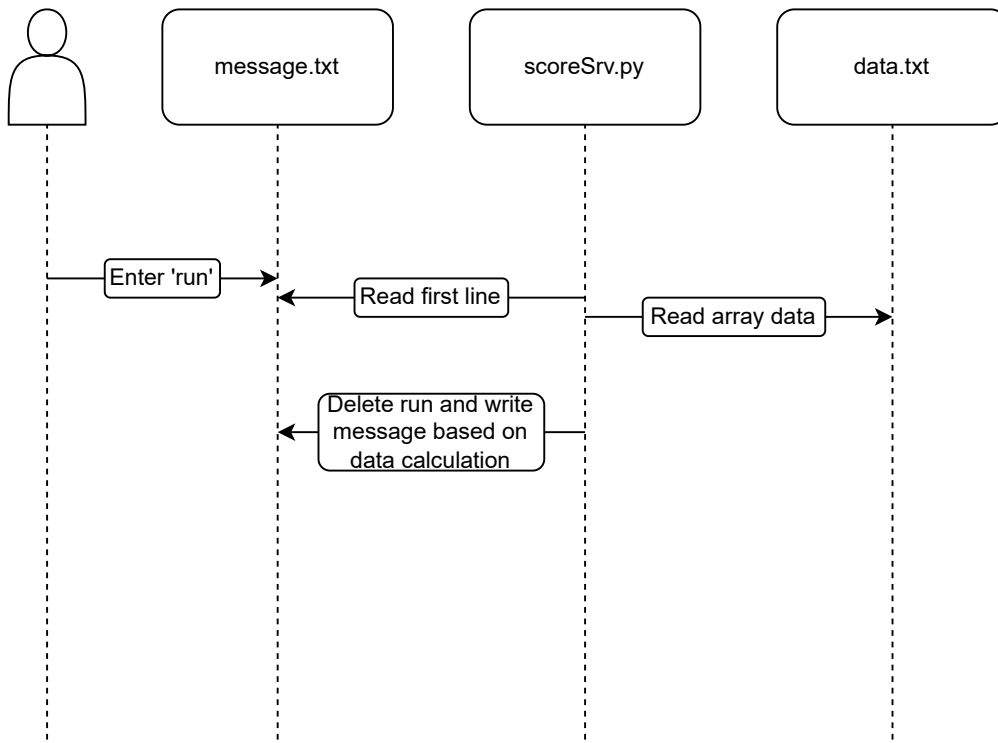 message.txt
scoreSrv.py
data.txt
Enter 'run'
Read first line
Read array data
Delete run and write
message based on
data calculation